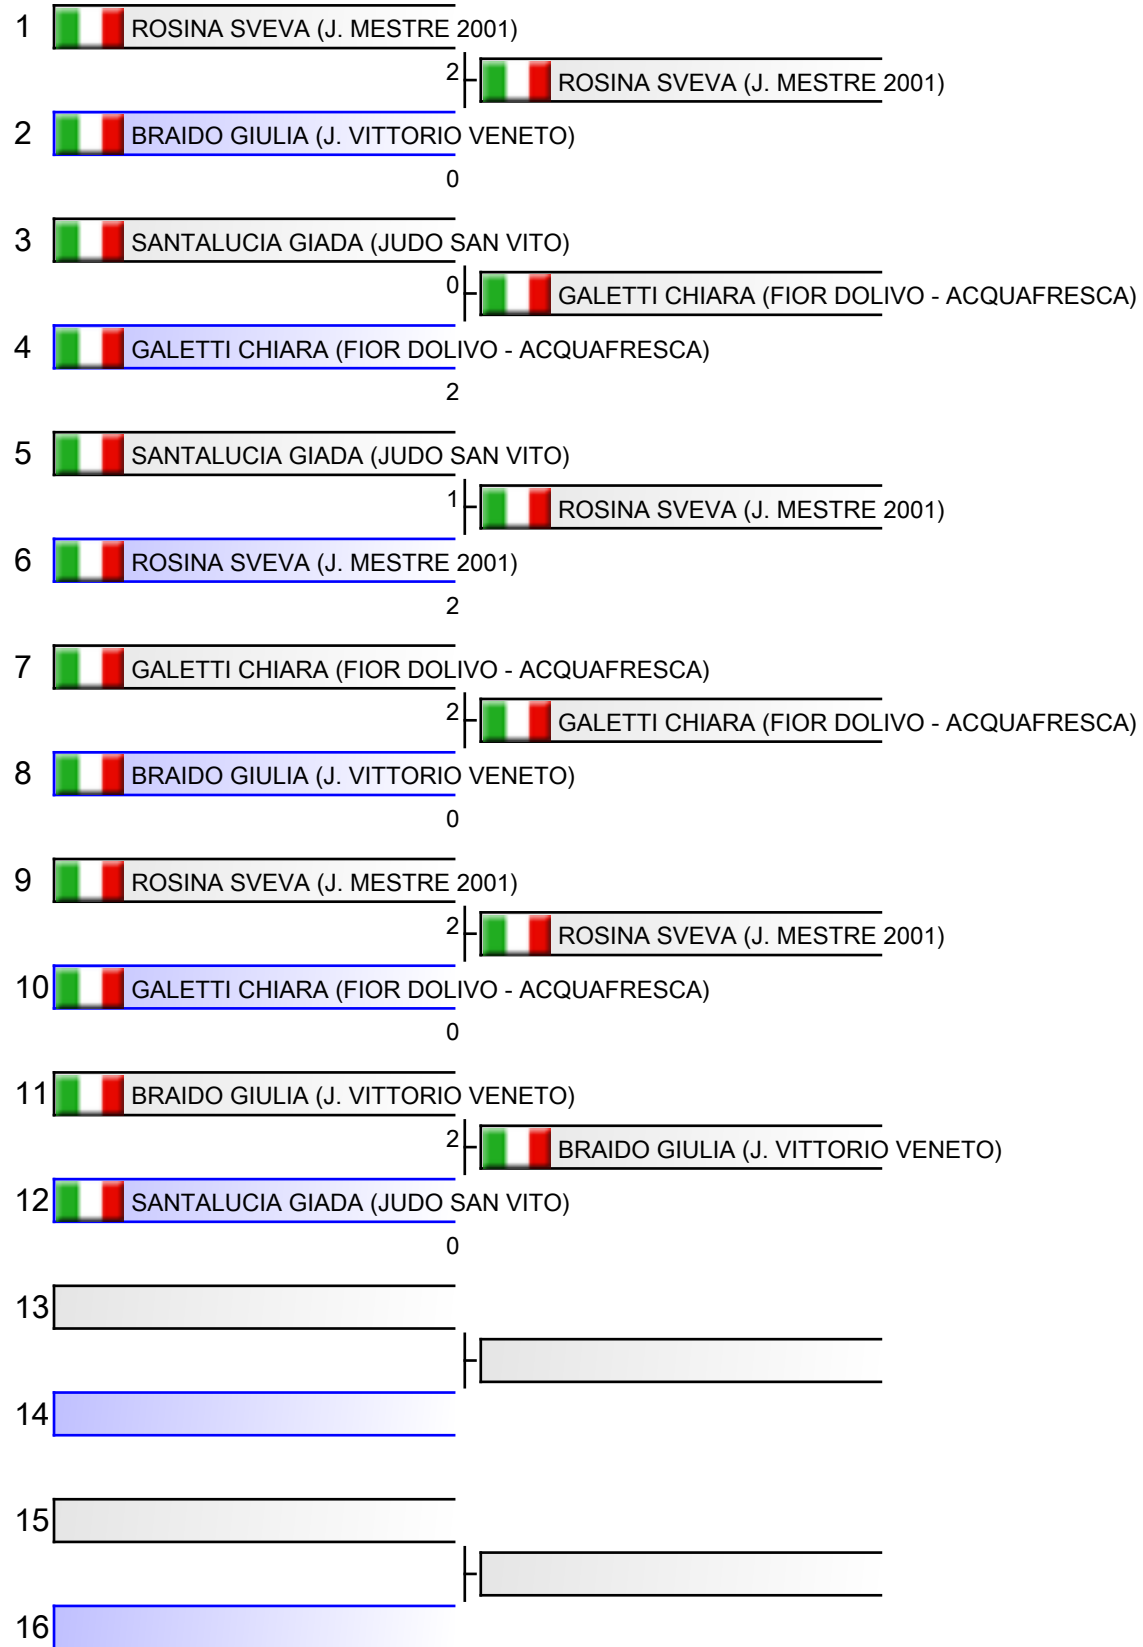 1 ROSINA SVEVA (J. MESTRE 2001)
2 ROSINA SVEVA (J. MESTRE 2001)
2 BRAIDO GIULIA (J. VITTORIO VENETO)
0
3 SANTALUCIA GIADA (JUDO SAN VITO)
0 GALETTI CHIARA (FIOR DOLIVO - ACQUAFRESCA)
4 GALETTI CHIARA (FIOR DOLIVO - ACQUAFRESCA)
2
5 SANTALUCIA GIADA (JUDO SAN VITO)
1 ROSINA SVEVA (J. MESTRE 2001)
6 ROSINA SVEVA (J. MESTRE 2001)
2
7 GALETTI CHIARA (FIOR DOLIVO - ACQUAFRESCA)
2 GALETTI CHIARA (FIOR DOLIVO - ACQUAFRESCA)
8 BRAIDO GIULIA (J. VITTORIO VENETO)
0
9 ROSINA SVEVA (J. MESTRE 2001)
2 ROSINA SVEVA (J. MESTRE 2001)
10 GALETTI CHIARA (FIOR DOLIVO - ACQUAFRESCA)
0
11 BRAIDO GIULIA (J. VITTORIO VENETO)
2 BRAIDO GIULIA (J. VITTORIO VENETO)
12 SANTALUCIA GIADA (JUDO SAN VITO)
0
13
14
15
16